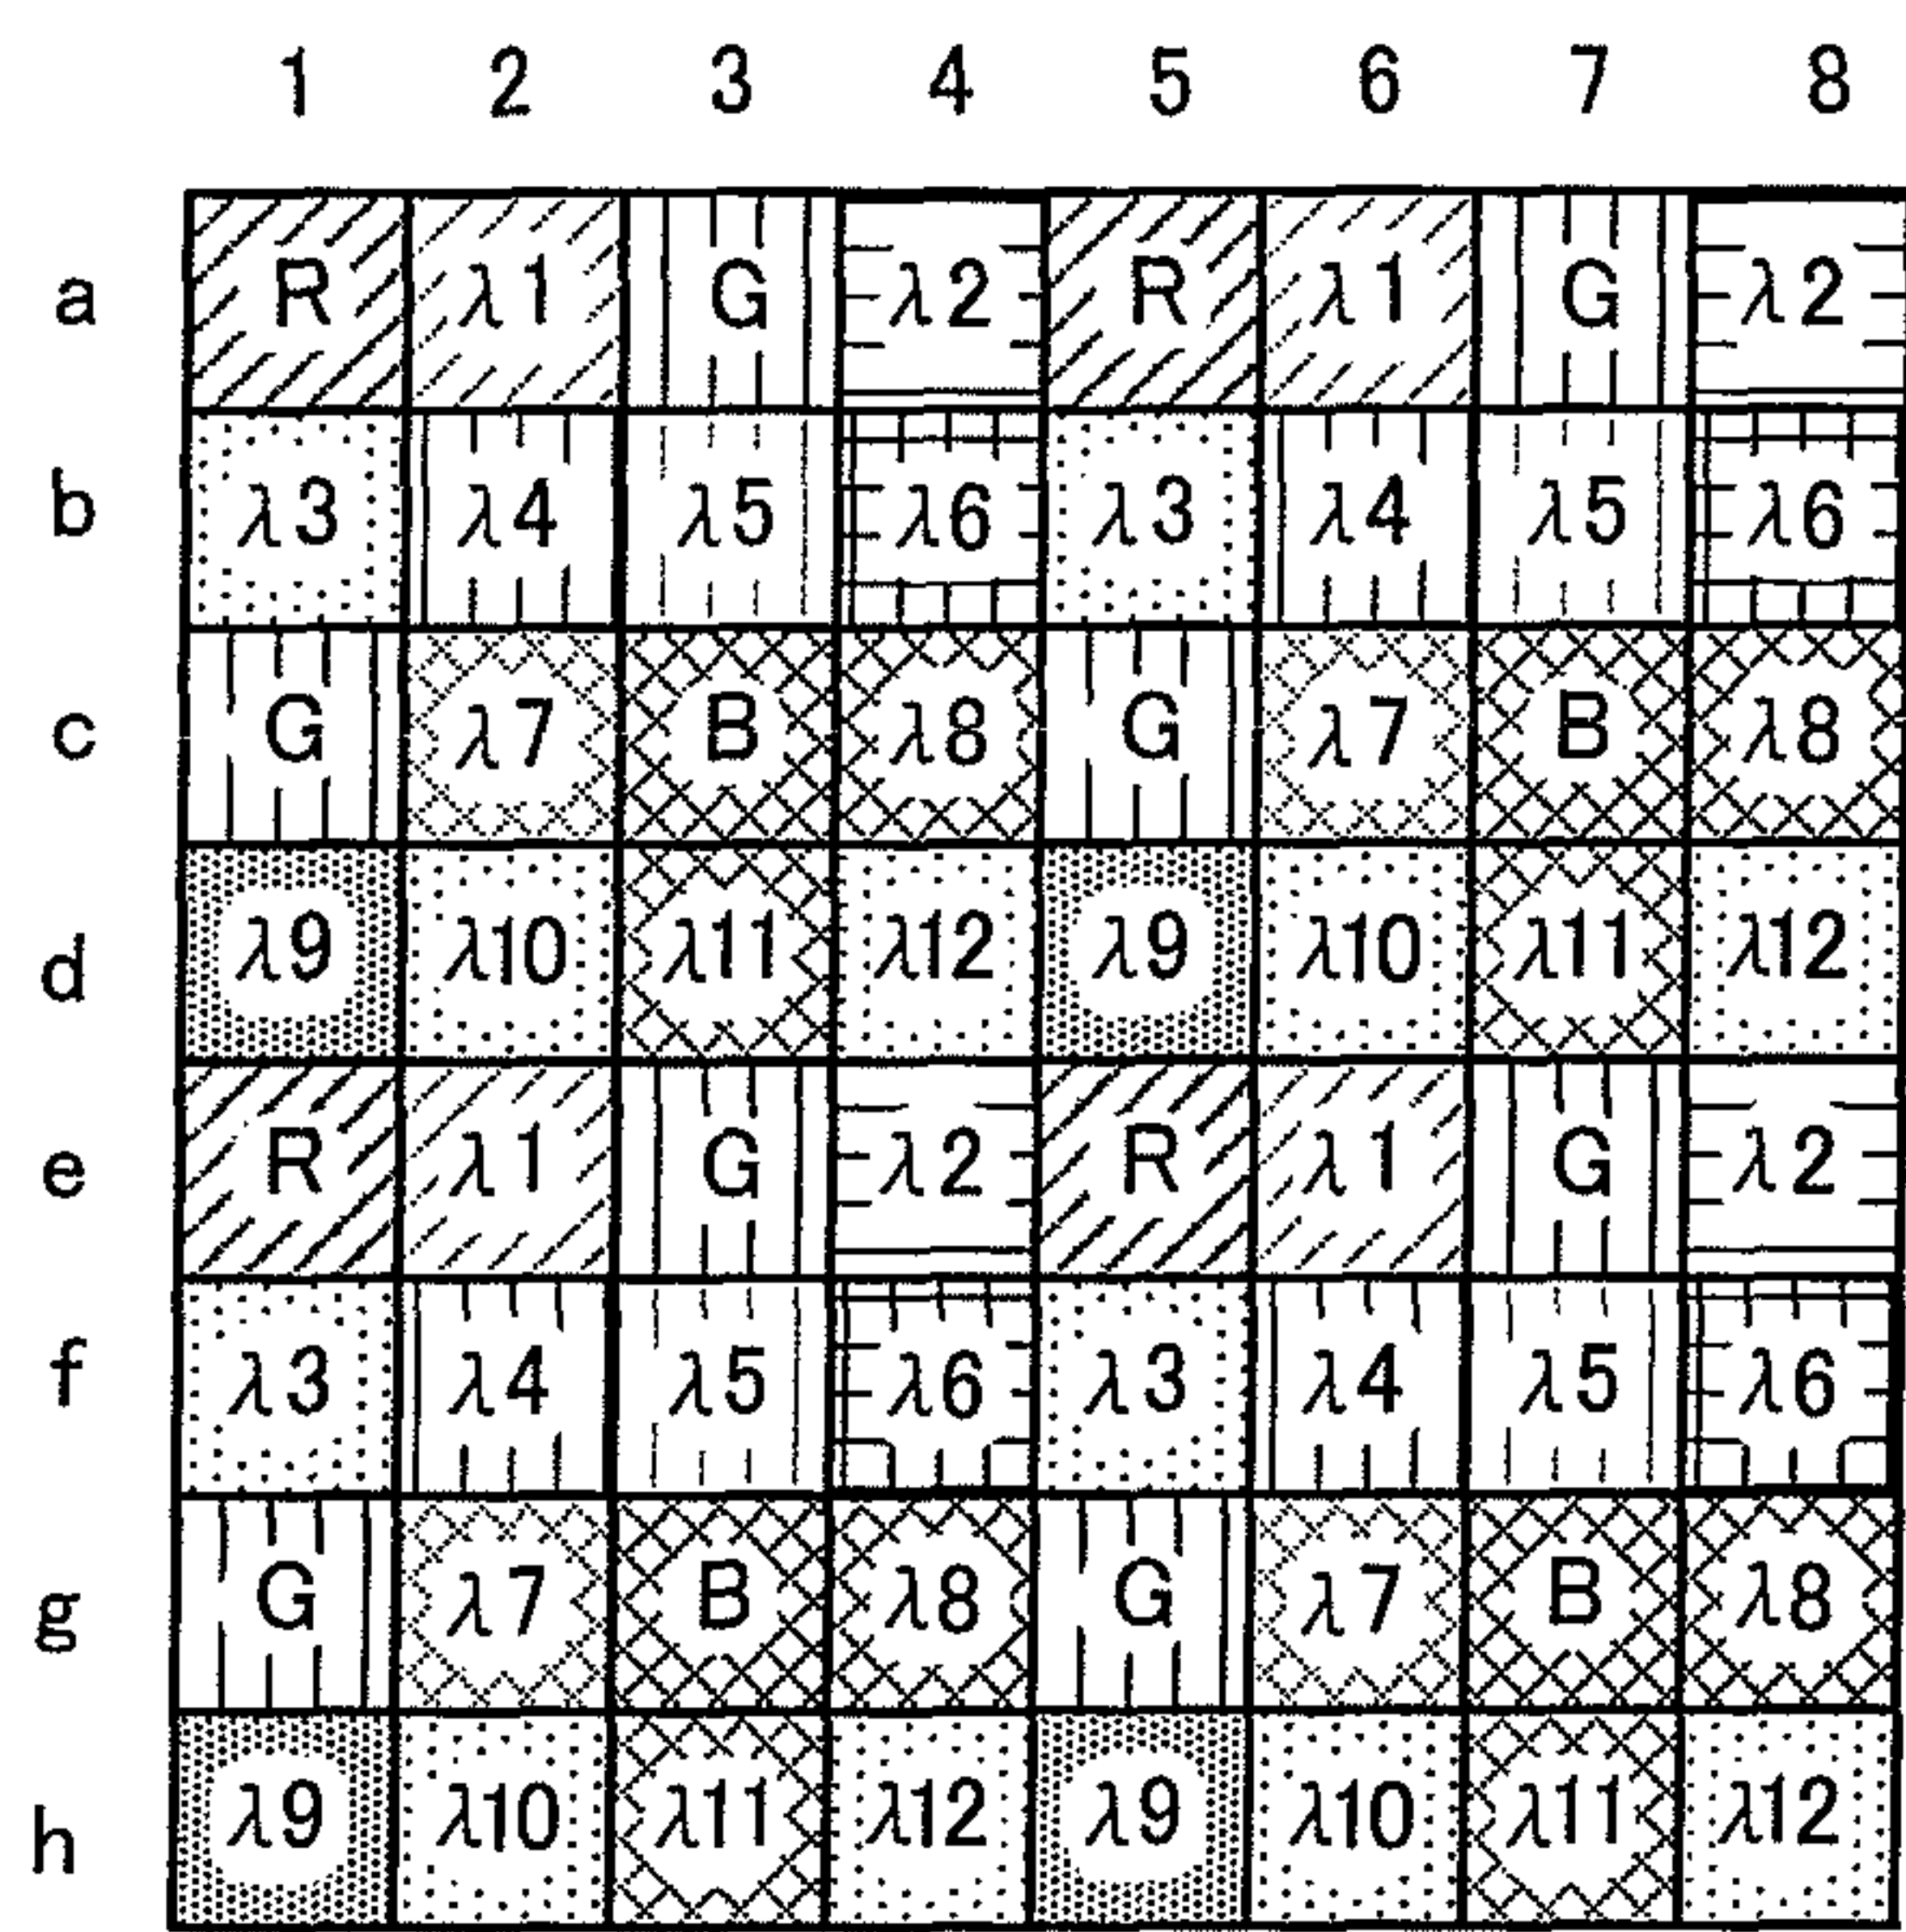 1 2 3 4 5 6 7 8
a R λ1 G λ2 R λ1 G λ2
b λ3 λ4 λ5 λ6 λ3 λ4 λ5 λ6
c G λ7 B λ8 G λ7 B λ8
d λ9 λ10 λ11 λ12 λ9 λ10 λ11 λ12
e R λ1 G λ2 R λ1 G λ2
f λ3 λ4 λ5 λ6 λ3 λ4 λ5 λ6
g G λ7 B λ8 G λ7 B λ8
h λ9 λ10 λ11 λ12 λ9 λ10 λ11 λ12